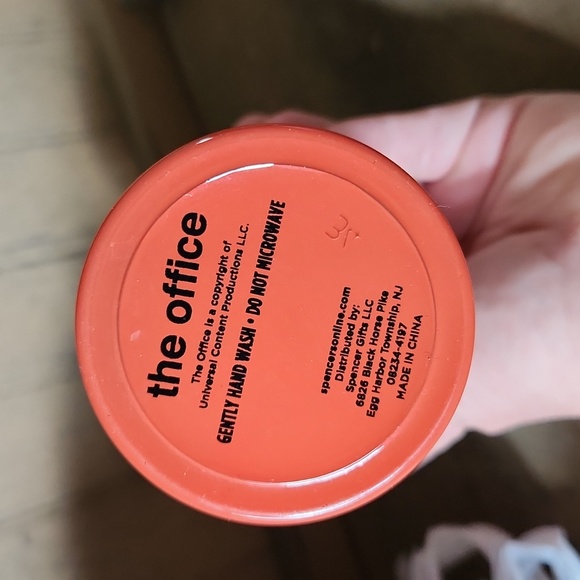 the office
The Office is a copyright of
Universal Content Productions LLC.
GENTLY HAND WASH • DO NOT MICROWAVE
spencersonline.com
Distributed by:
Spencer Gifts LLC
6826 Black Horse Pike
Egg Harbor Township, NJ
08234-4197
MADE IN CHINA